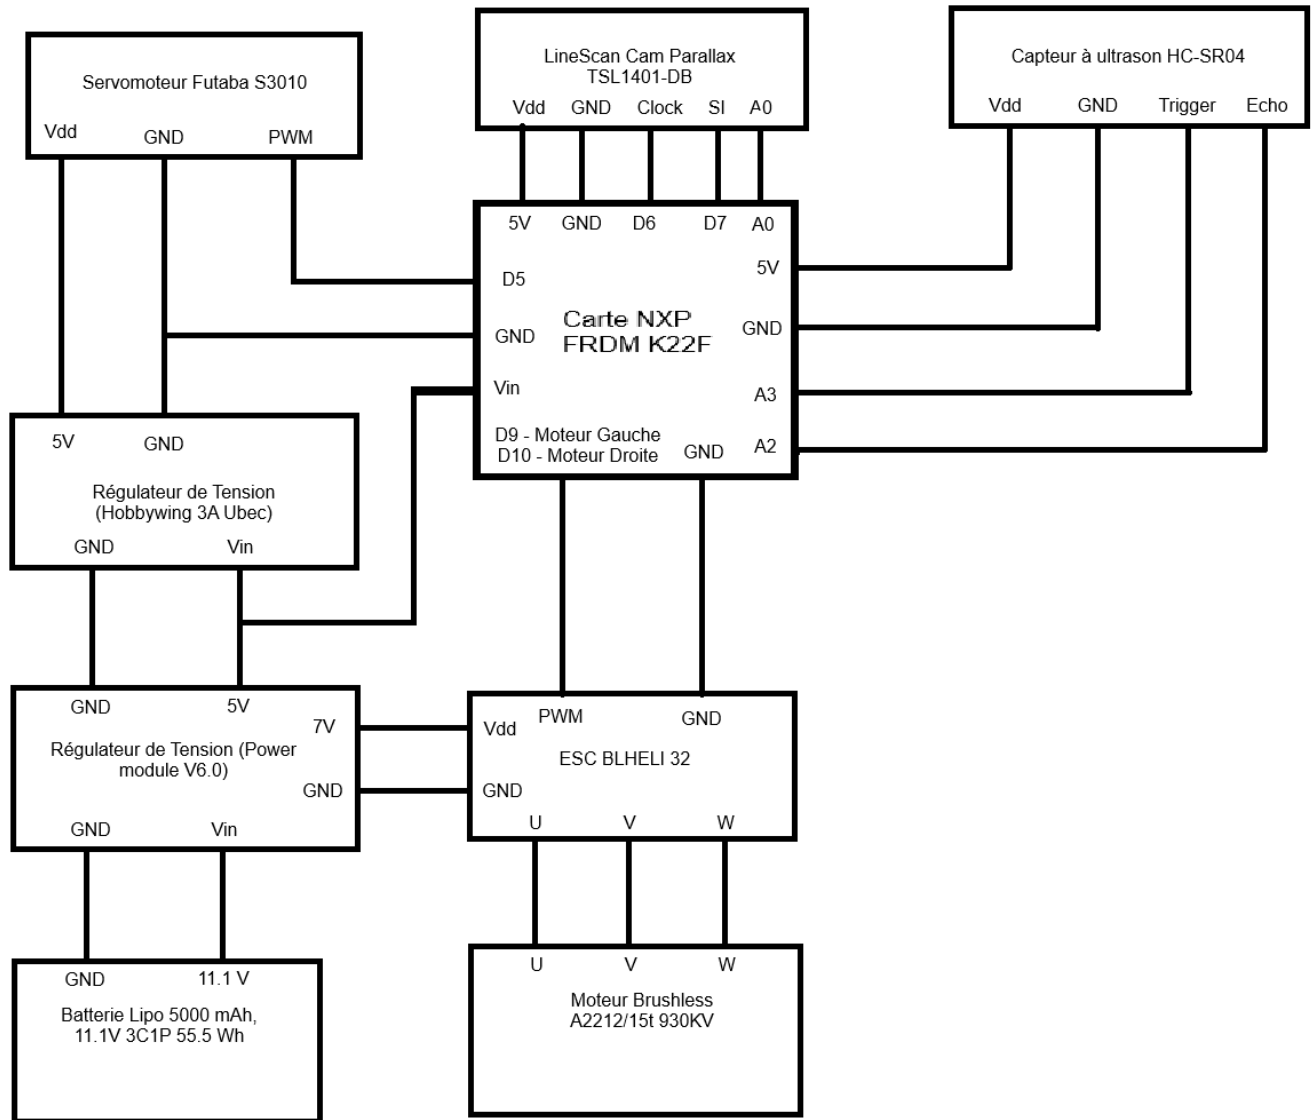 Servomoteur Futaba S3010
Vdd GND PWM
LineScan Cam Parallax
TSL1401-DB
Vdd GND Clock SI A0
Capteur à ultrason HC-SR04
Vdd GND Trigger Echo
5V GND D6 D7 A0
5V
D5
Carte NXP
FRDM K22F
GND
GND
Vin
A3
D9 - Moteur Gauche
D10 - Moteur Droite
GND
A2
5V GND
Régulateur de Tension
(Hobbywing 3A Ubec)
GND Vin
GND 5V
7V
Régulateur de Tension (Power
module V6.0)
GND
GND Vin
PWM GND
Vdd
ESC BLHELI 32
GND
U V W
GND 11.1 V
Batterie Lipo 5000 mAh,
11.1V 3C1P 55.5 Wh
U V W
Moteur Brushless
A2212/15t 930KV